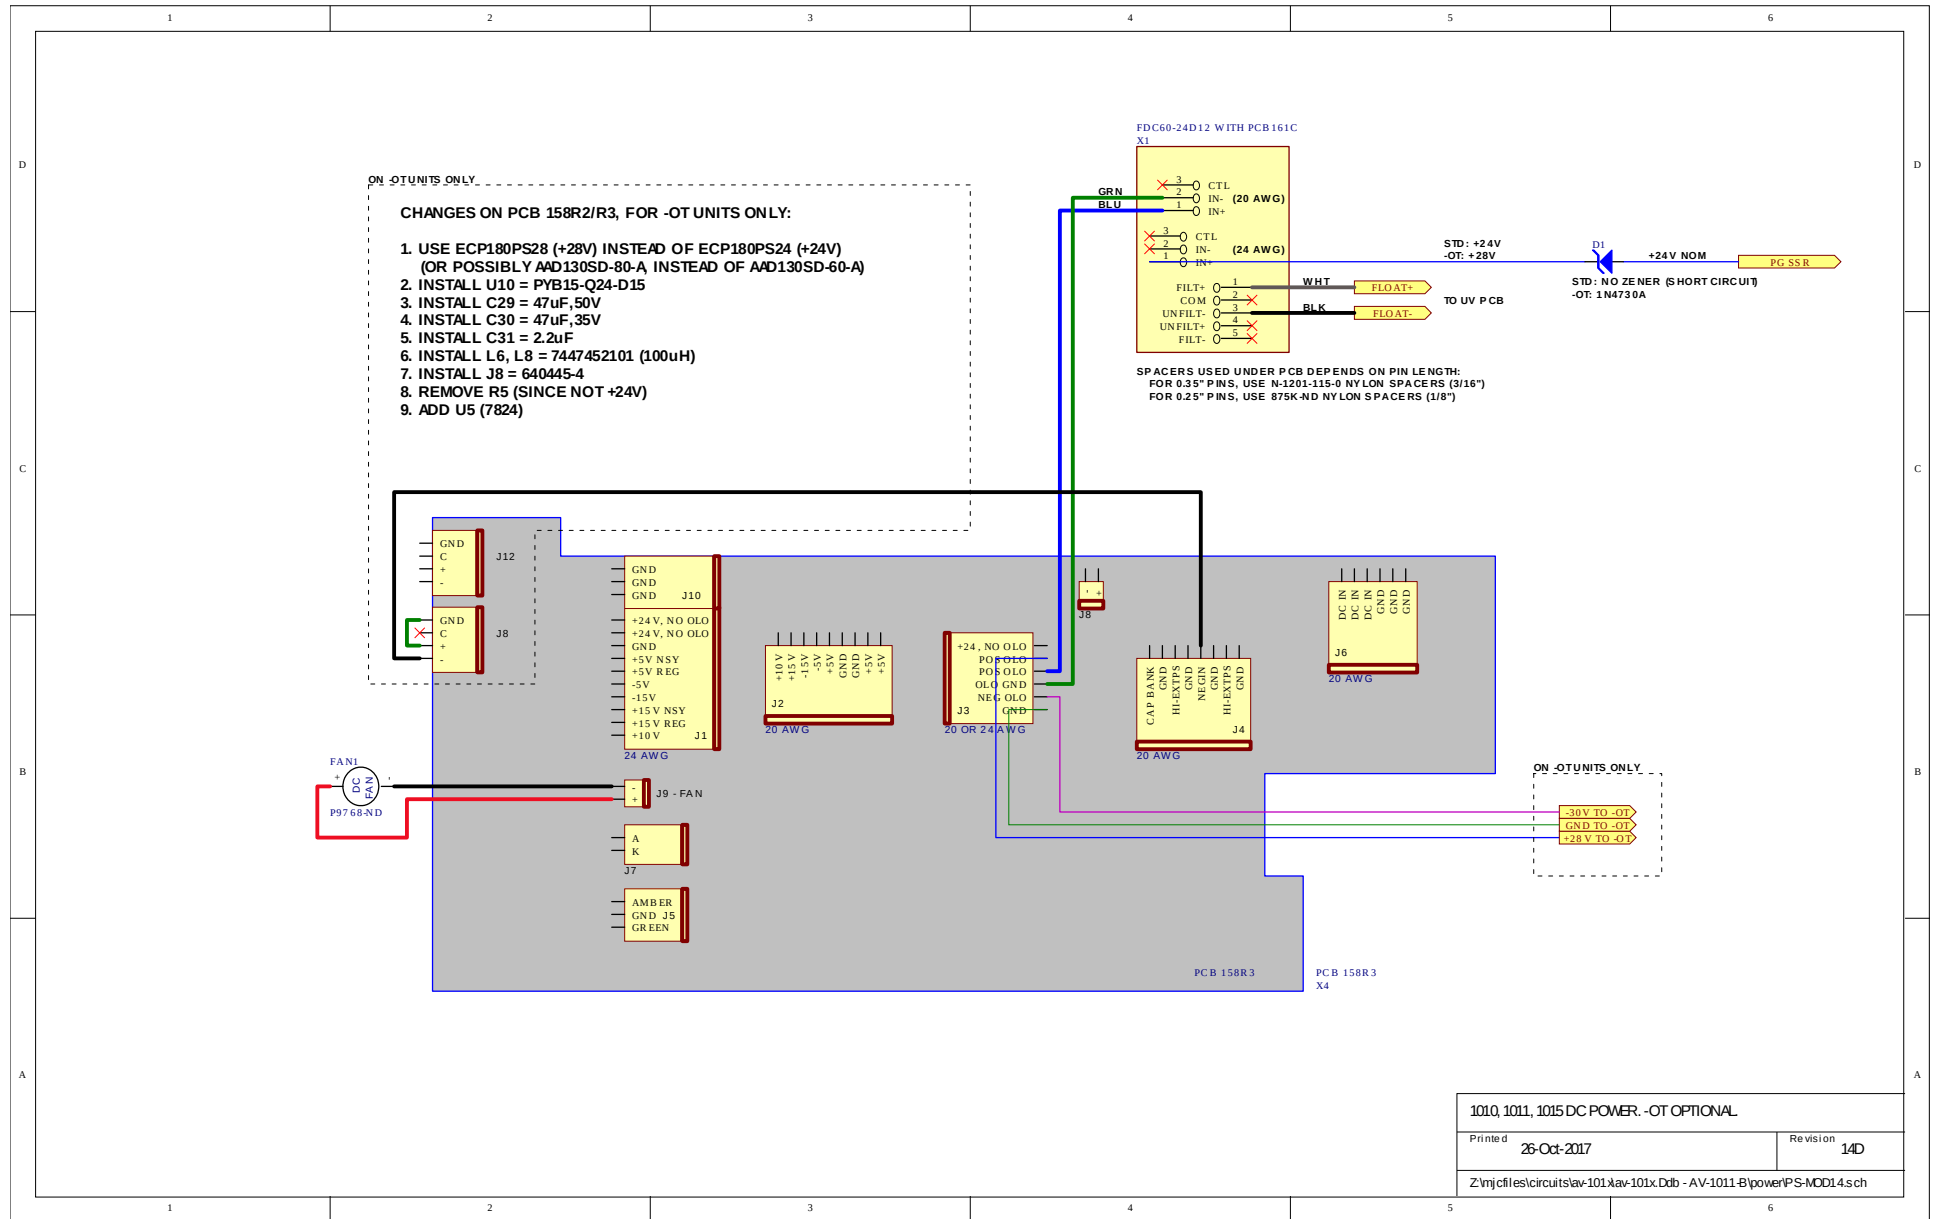 1 2 3 4 5 6
D
D
C
C
B
B
A
A
ON -OT UNITS ONLY
CHANGES ON PCB 158R2/R3, FOR -OT UNITS ONLY:
1. USE ECP180PS28 (+28V) INSTEAD OF ECP180PS24 (+24V)
(OR POSSIBLY AAD130SD-80-A, INSTEAD OF AAD130SD-60-A)
2. INSTALL U10 = PYB15-Q24-D15
3. INSTALL C29 = 47uF,50V
4. INSTALL C30 = 47uF,35V
5. INSTALL C31 = 2.2uF
6. INSTALL L6, L8 = 7447452101 (100uH)
7. INSTALL J8 = 640445-4
8. REMOVE R5 (SINCE NOT +24V)
9. ADD U5 (7824)
FDC60-24D12 WITH PCB161C
X1
GRN
BLU
3 CTL
2 IN- (20 AWG)
1 IN+
3 CTL
2 IN- (24 AWG)
1 IN+
FILT+ 1
COM 2
UNFILT- 3
UNFILT+ 4
FILT- 5
WHT
BLK
FLOAT+
FLOAT-
TO UV PCB
STD: +24V
-OT: +28V
D1
+24V NOM
PG SSR
STD: NO ZENER (SHORT CIRCUIT)
-OT: 1N4730A
SPACERS USED UNDER PCB DEPENDS ON PIN LENGTH:
FOR 0.35" PINS, USE N-1201-115-0 NYLON SPACERS (3/16")
FOR 0.25" PINS, USE 875K-ND NYLON SPACERS (1/8")
GND
C
+
-
J12
GND
C
+
-
J8
GND
GND
GND
J10
+24V, NO OLO
+24V, NO OLO
GND
+5V NSY
+5V REG
-5V
-15V
+15V NSY
+15V REG
+10V
J1
24 AWG
+10V
+15V
-15V
-5V
+5V
GND
GND
+5V
+5V
J2
20 AWG
+24, NO OLO
POS OLO
POS OLO
OLO GND
NEG OLO
GND
J3
20 OR 24 AWG
- +
J8
CAP BANK
GND
HI-EXTPS
GND
NEGIN
GND
HI-EXTPS
GND
J4
20 AWG
DC IN
DC IN
DC IN
GND
GND
GND
J6
20 AWG
FAN1
+ -
DC
FAN
P9768-ND
-
+
J9 - FAN
A
K
J7
AMBER
GND J5
GREEN
ON -OT UNITS ONLY
-30V TO -OT
GND TO -OT
+28V TO -OT
PCB 158R3
PCB 158R3
X4
1010, 1011, 1015 DC POWER. -OT OPTIONAL
Printed 26-Oct-2017
Revision 14D
Z:\mjcfiles\circuits\av-101x\av-101x.Ddb - AV-1011-B\power\PS-MOD14.sch
1 2 3 4 5 6